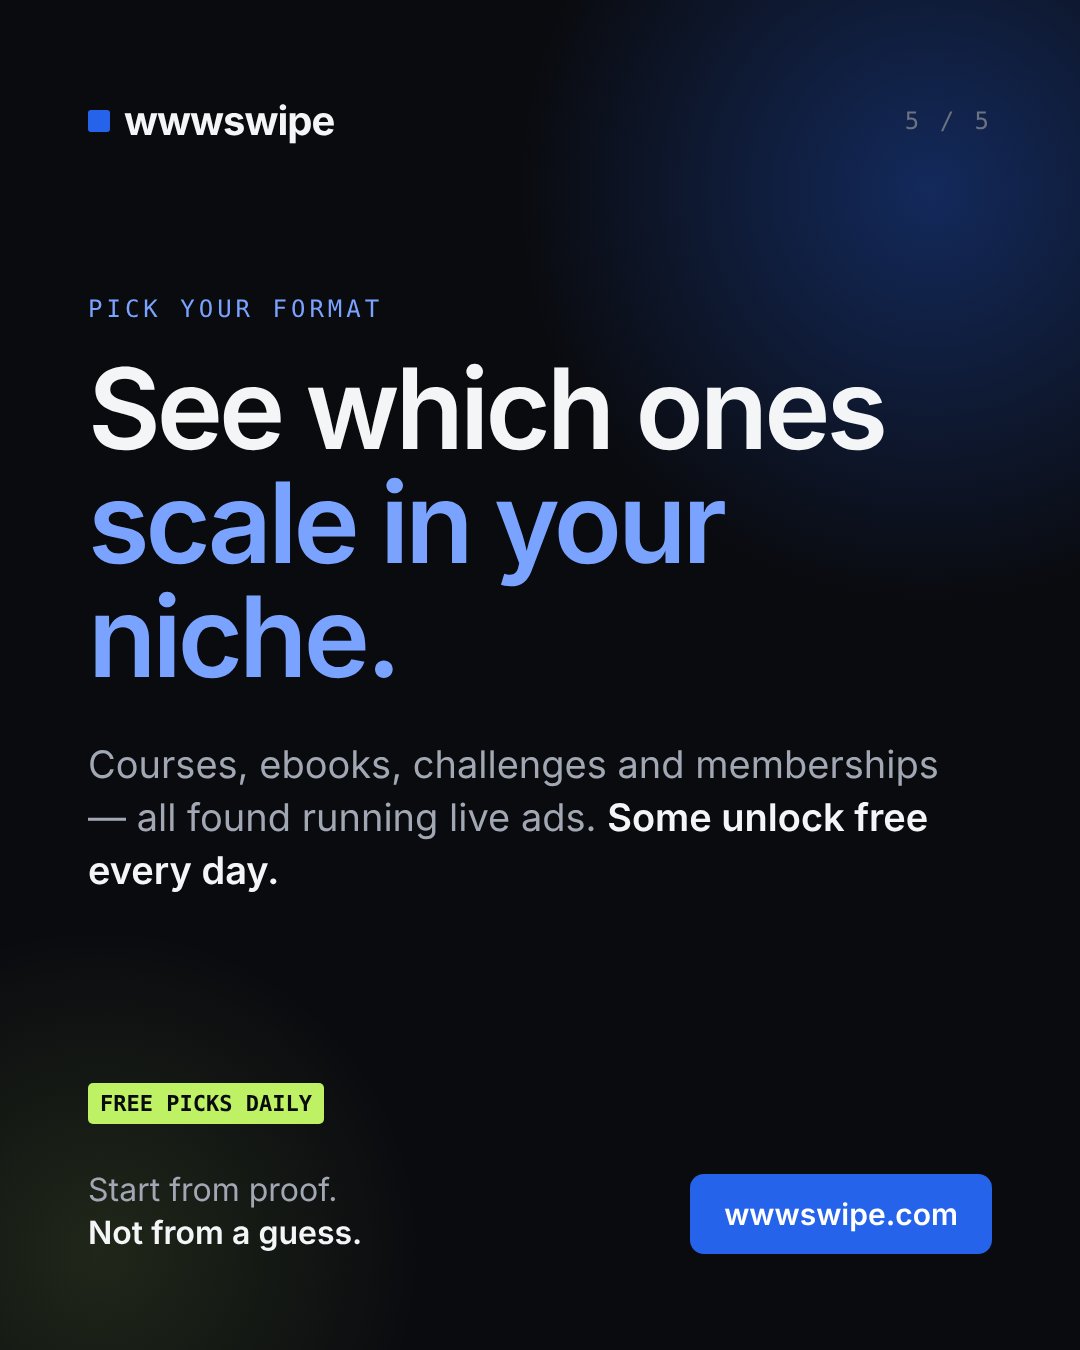 wwwswipe
5 / 5
PICK YOUR FORMAT
See which ones
scale in your
niche.
Courses, ebooks, challenges and memberships
— all found running live ads. Some unlock free
every day.
FREE PICKS DAILY
Start from proof.
Not from a guess.
wwwswipe.com